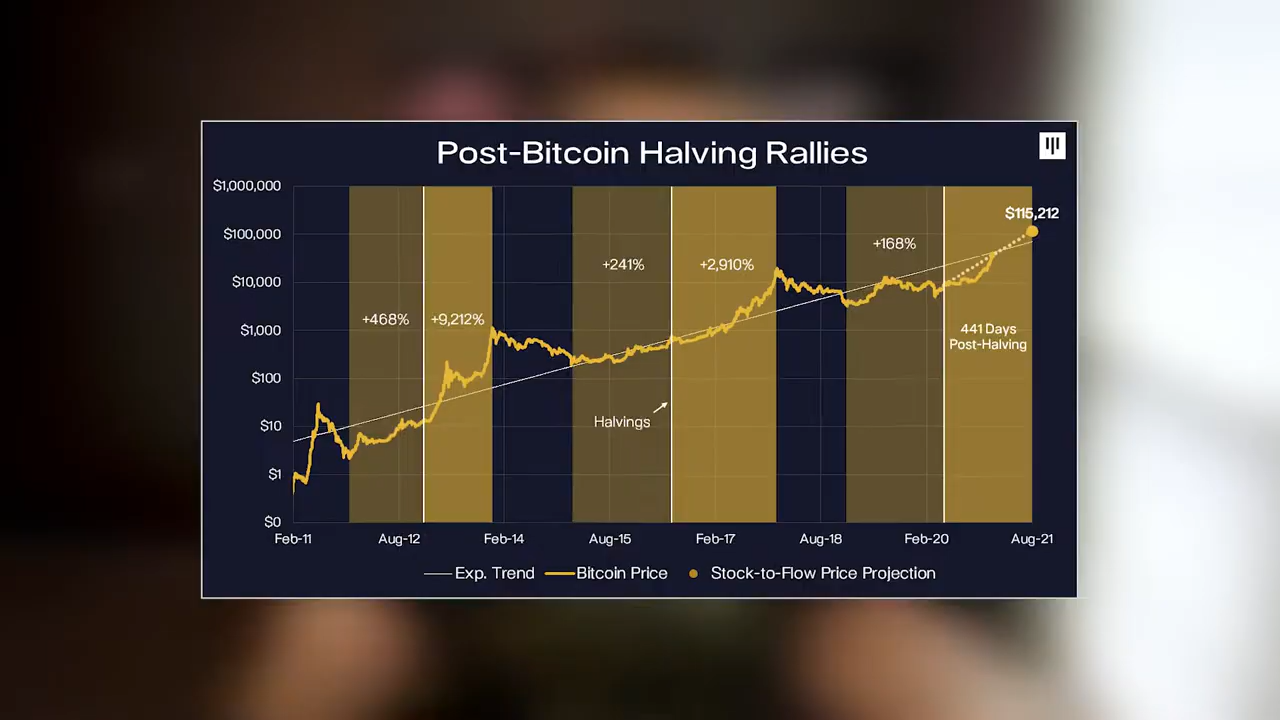 Post-Bitcoin Halving Rallies
$1,000,000
$100,000
$10,000
$1,000
$100
$10
$1
$0
+468%
+9,212%
+241%
+2,910%
+168%
$115,212
441 Days
Post-Halving
Halvings
Feb-11
Aug-12
Feb-14
Aug-15
Feb-17
Aug-18
Feb-20
Aug-21
Exp. Trend
Bitcoin Price
Stock-to-Flow Price Projection